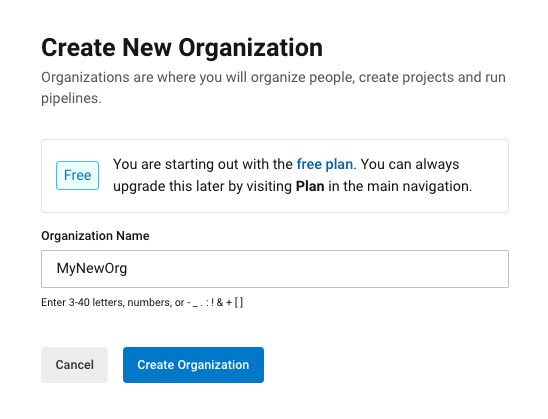 Create New Organization
Organizations are where you will organize people, create projects and run
pipelines.
Free
You are starting out with the free plan. You can always
upgrade this later by visiting Plan in the main navigation.
Organization Name
MyNewOrg
Enter 3-40 letters, numbers, or - _ . : ! & + [ ]
Cancel
Create Organization